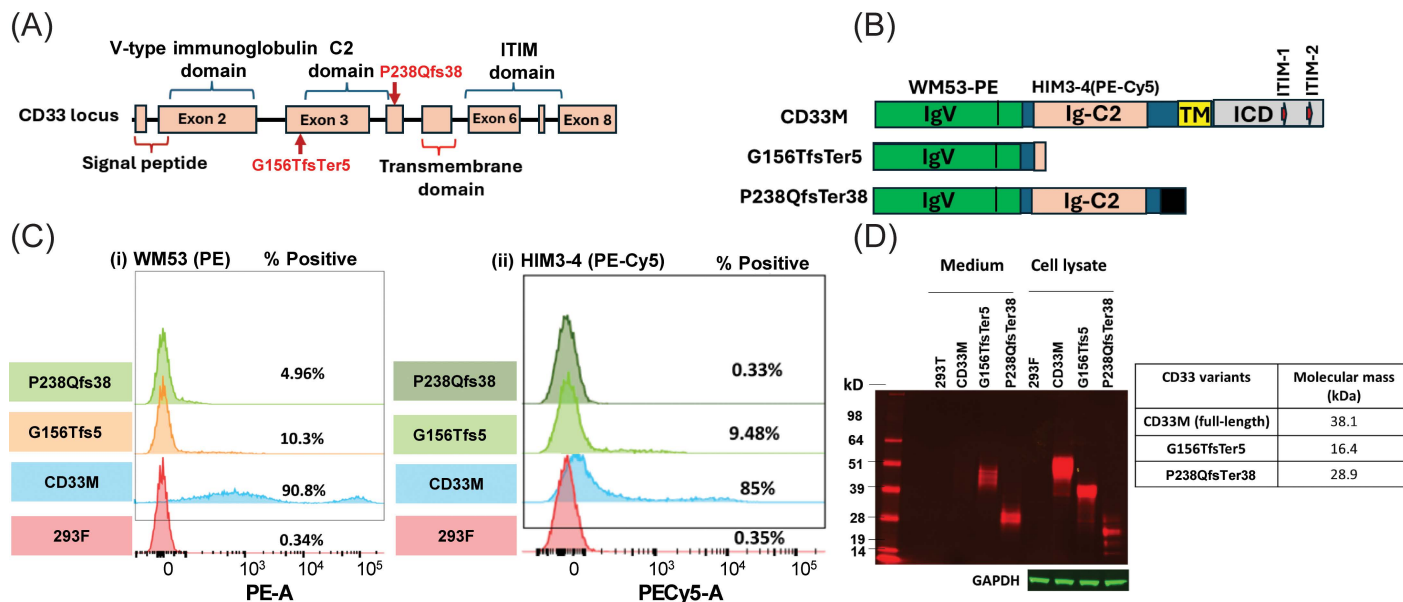 (A)
V-type immunoglobulin C2 ITIM
domain domain domain
P238Qfs38
CD33 locus
Exon 2
Exon 3
Exon 6
Exon 8
Signal peptide
G156TfsTer5
Transmembrane
domain
(B)
WM53-PE
HIM3-4(PE-Cy5)
ITIM-1
ITIM-2
CD33M
IgV
Ig-C2
TM
ICD
G156TfsTer5
IgV
P238QfsTer38
IgV
Ig-C2
(C)
(i) WM53 (PE)
% Positive
P238Qfs38
4.96%
G156Tfs5
10.3%
CD33M
90.8%
293F
0.34%
0 10³ 10⁴ 10⁵
PE-A
(ii) HIM3-4 (PE-Cy5)
% Positive
P238Qfs38
0.33%
G156Tfs5
9.48%
CD33M
85%
293F
0.35%
0 10³ 10⁴ 10⁵
PECy5-A
(D)
Medium
Cell lysate
293T
CD33M
G156TfsTer5
P238QfsTer38
293F
CD33M
G156Tfs5
P238QfsTer38
kD
98
64
51
39
28
19
14
GAPDH
CD33 variants
Molecular mass
(kDa)
CD33M (full-length)
38.1
G156TfsTer5
16.4
P238QfsTer38
28.9